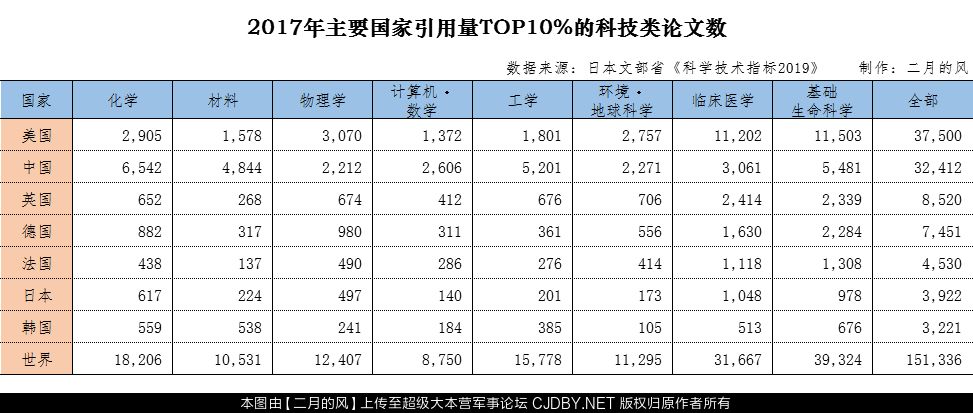 2017年主要国家引用量TOP10%的科技类论文数
数据来源：日本文部省《科学技术指标2019》 制作：二月的风
国家 化学 材料 物理学 计算机·数学 工学 环境·地球科学 临床医学 基础生命科学 全部
美国 2,905 1,578 3,070 1,372 1,801 2,757 11,202 11,503 37,500
中国 6,542 4,844 2,212 2,606 5,201 2,271 3,061 5,481 32,412
英国 652 268 674 412 676 706 2,414 2,339 8,520
德国 882 317 980 311 361 556 1,630 2,284 7,451
法国 438 137 490 286 276 414 1,118 1,308 4,530
日本 617 224 497 140 201 173 1,048 978 3,922
韩国 559 538 241 184 385 105 513 676 3,221
世界 18,206 10,531 12,407 8,750 15,778 11,295 31,667 39,324 151,336
本图由【二月的风】上传至超级大本营军事论坛 CJDBY.NET 版权归原作者所有